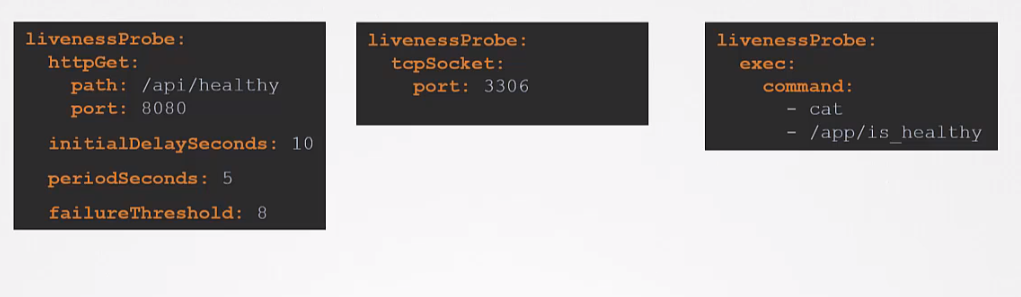 livenessProbe:
  httpGet:
    path: /api/healthy
    port: 8080
  initialDelaySeconds: 10
  periodSeconds: 5
  failureThreshold: 8
livenessProbe:
  tcpSocket:
    port: 3306
livenessProbe:
  exec:
    command:
      - cat
      - /app/is_healthy